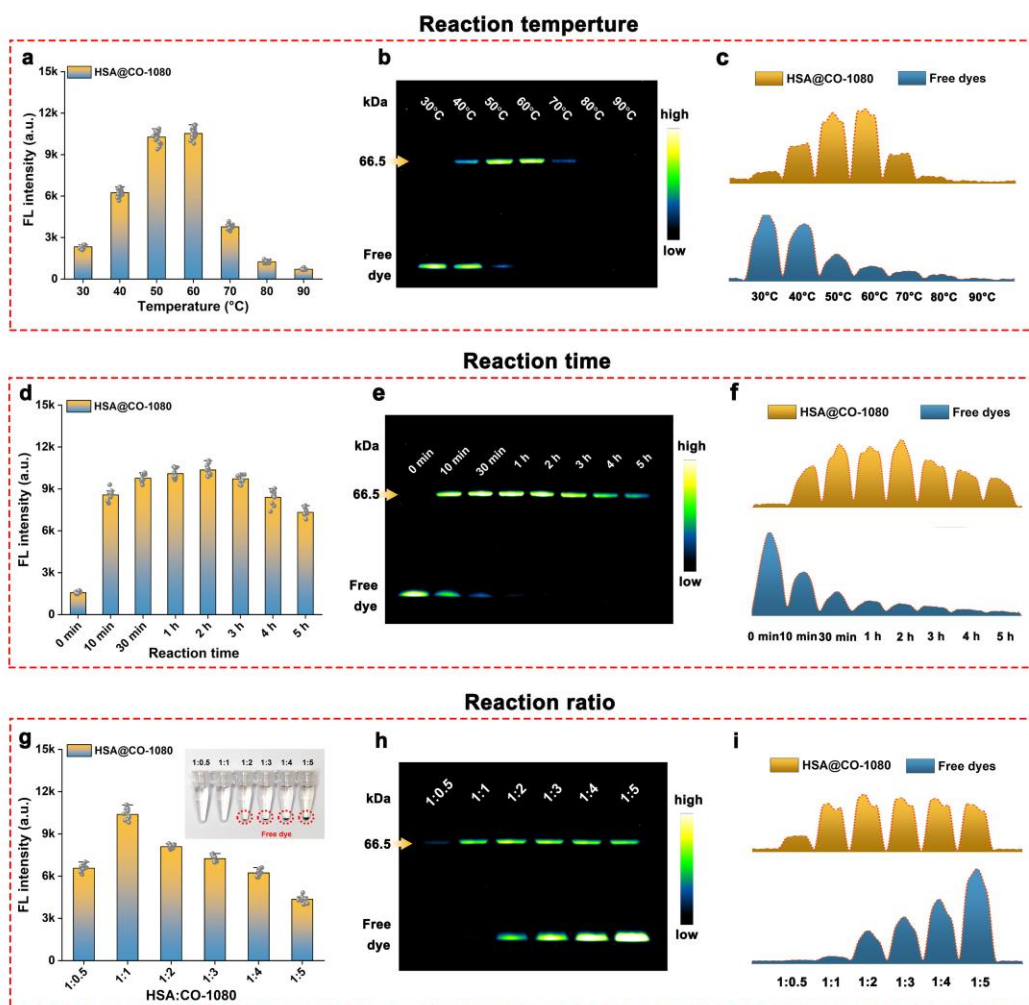 Reaction temperture
a
HSA@CO-1080
15k
12k
9k
6k
3k
0
FL intensity (a.u.)
30 40 50 60 70 80 90
Temperature (°C)
b
kDa
30°C 40°C 50°C 60°C 70°C 80°C 90°C
66.5
Free
dye
high
low
c
HSA@CO-1080 Free dyes
30°C 40°C 50°C 60°C 70°C 80°C 90°C
Reaction time
d
HSA@CO-1080
15k
12k
9k
6k
3k
0
FL intensity (a.u.)
0 min 10 min 30 min 1 h 2 h 3 h 4 h 5 h
Reaction time
e
kDa
0 min 10 min 30 min 1 h 2 h 3 h 4 h 5 h
66.5
Free
dye
high
low
f
HSA@CO-1080 Free dyes
0 min 10 min 30 min 1 h 2 h 3 h 4 h 5 h
Reaction ratio
g
HSA@CO-1080
15k
12k
9k
6k
3k
0
FL intensity (a.u.)
1:0.5 1:1 1:2 1:3 1:4 1:5
Free dye
1:0.5 1:1 1:2 1:3 1:4 1:5
HSA:CO-1080
h
kDa
1:0.5 1:1 1:2 1:3 1:4 1:5
66.5
Free
dye
high
low
i
HSA@CO-1080 Free dyes
1:0.5 1:1 1:2 1:3 1:4 1:5